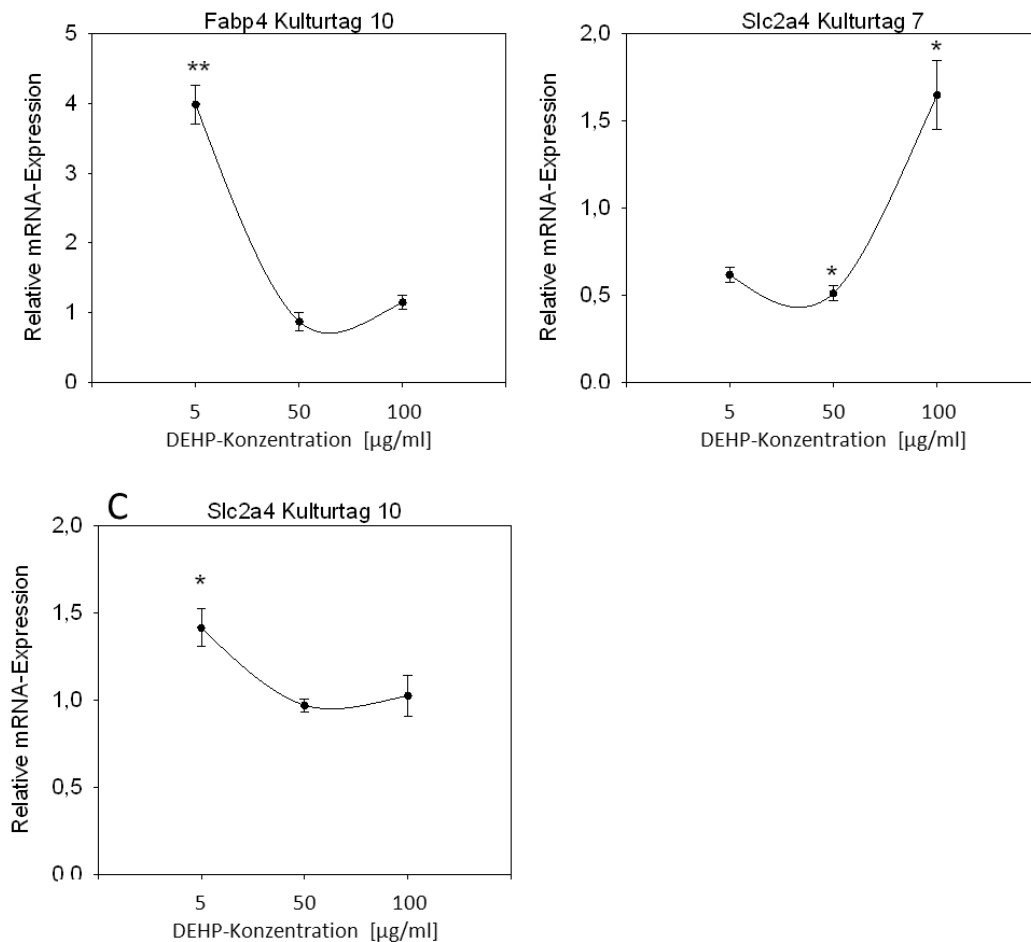 Fabp4 Kulturtag 10
5
4
3
2
1
0
**
Relative mRNA-Expression
5 50 100
DEHP-Konzentration [µg/ml]
Slc2a4 Kulturtag 7
2,0
1,5
1,0
0,5
0,0
*
*
Relative mRNA-Expression
5 50 100
DEHP-Konzentration [µg/ml]
C
Slc2a4 Kulturtag 10
2,0
1,5
1,0
0,5
0,0
*
Relative mRNA-Expression
5 50 100
DEHP-Konzentration [µg/ml]